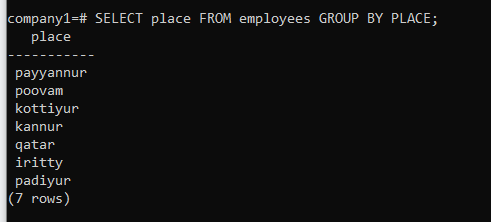 company1=# SELECT place FROM employees GROUP BY PLACE;
place
-----------
payyannur
poovam
kottiyur
kannur
qatar
iritty
padiyur
(7 rows)